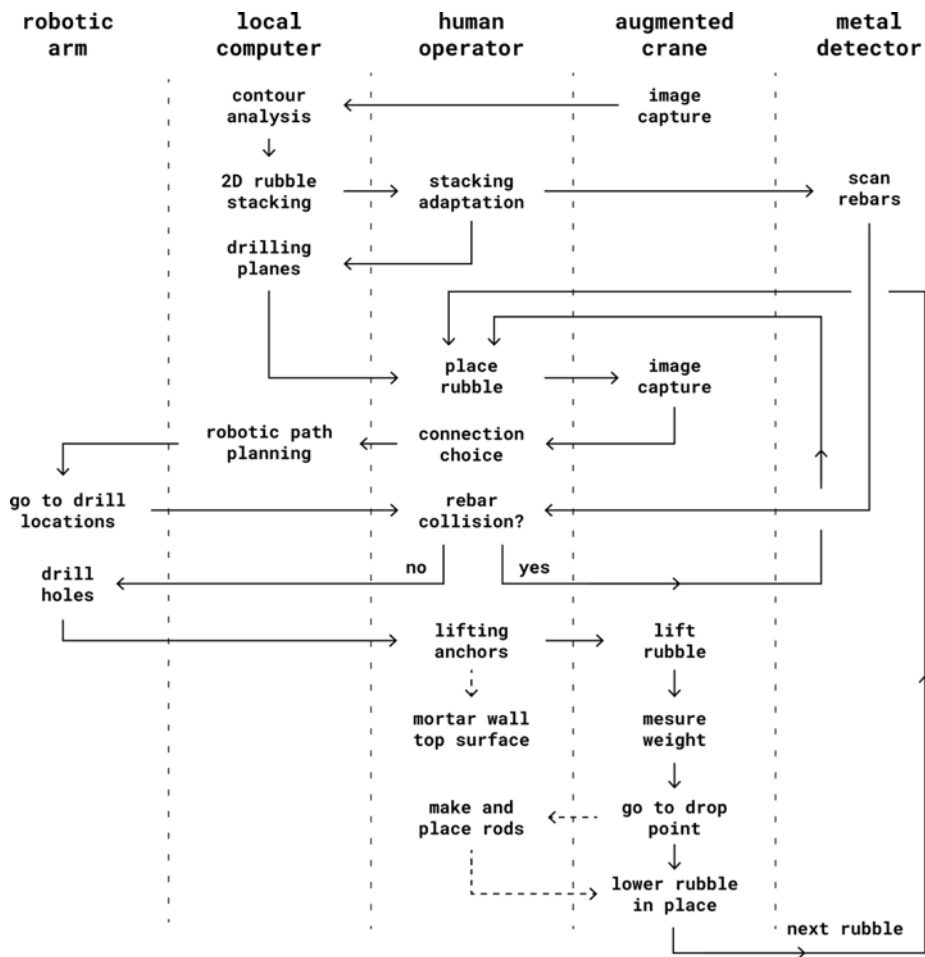 robotic
arm
local
computer
human
operator
augmented
crane
metal
detector
contour
analysis
image
capture
2D rubble
stacking
stacking
adaptation
scan
rebars
drilling
planes
place
rubble
image
capture
robotic path
planning
connection
choice
go to drill
locations
rebar
collision?
no
yes
drill
holes
lifting
anchors
lift
rubble
mortar wall
top surface
mesure
weight
make and
place rods
go to drop
point
lower rubble
in place
next rubble